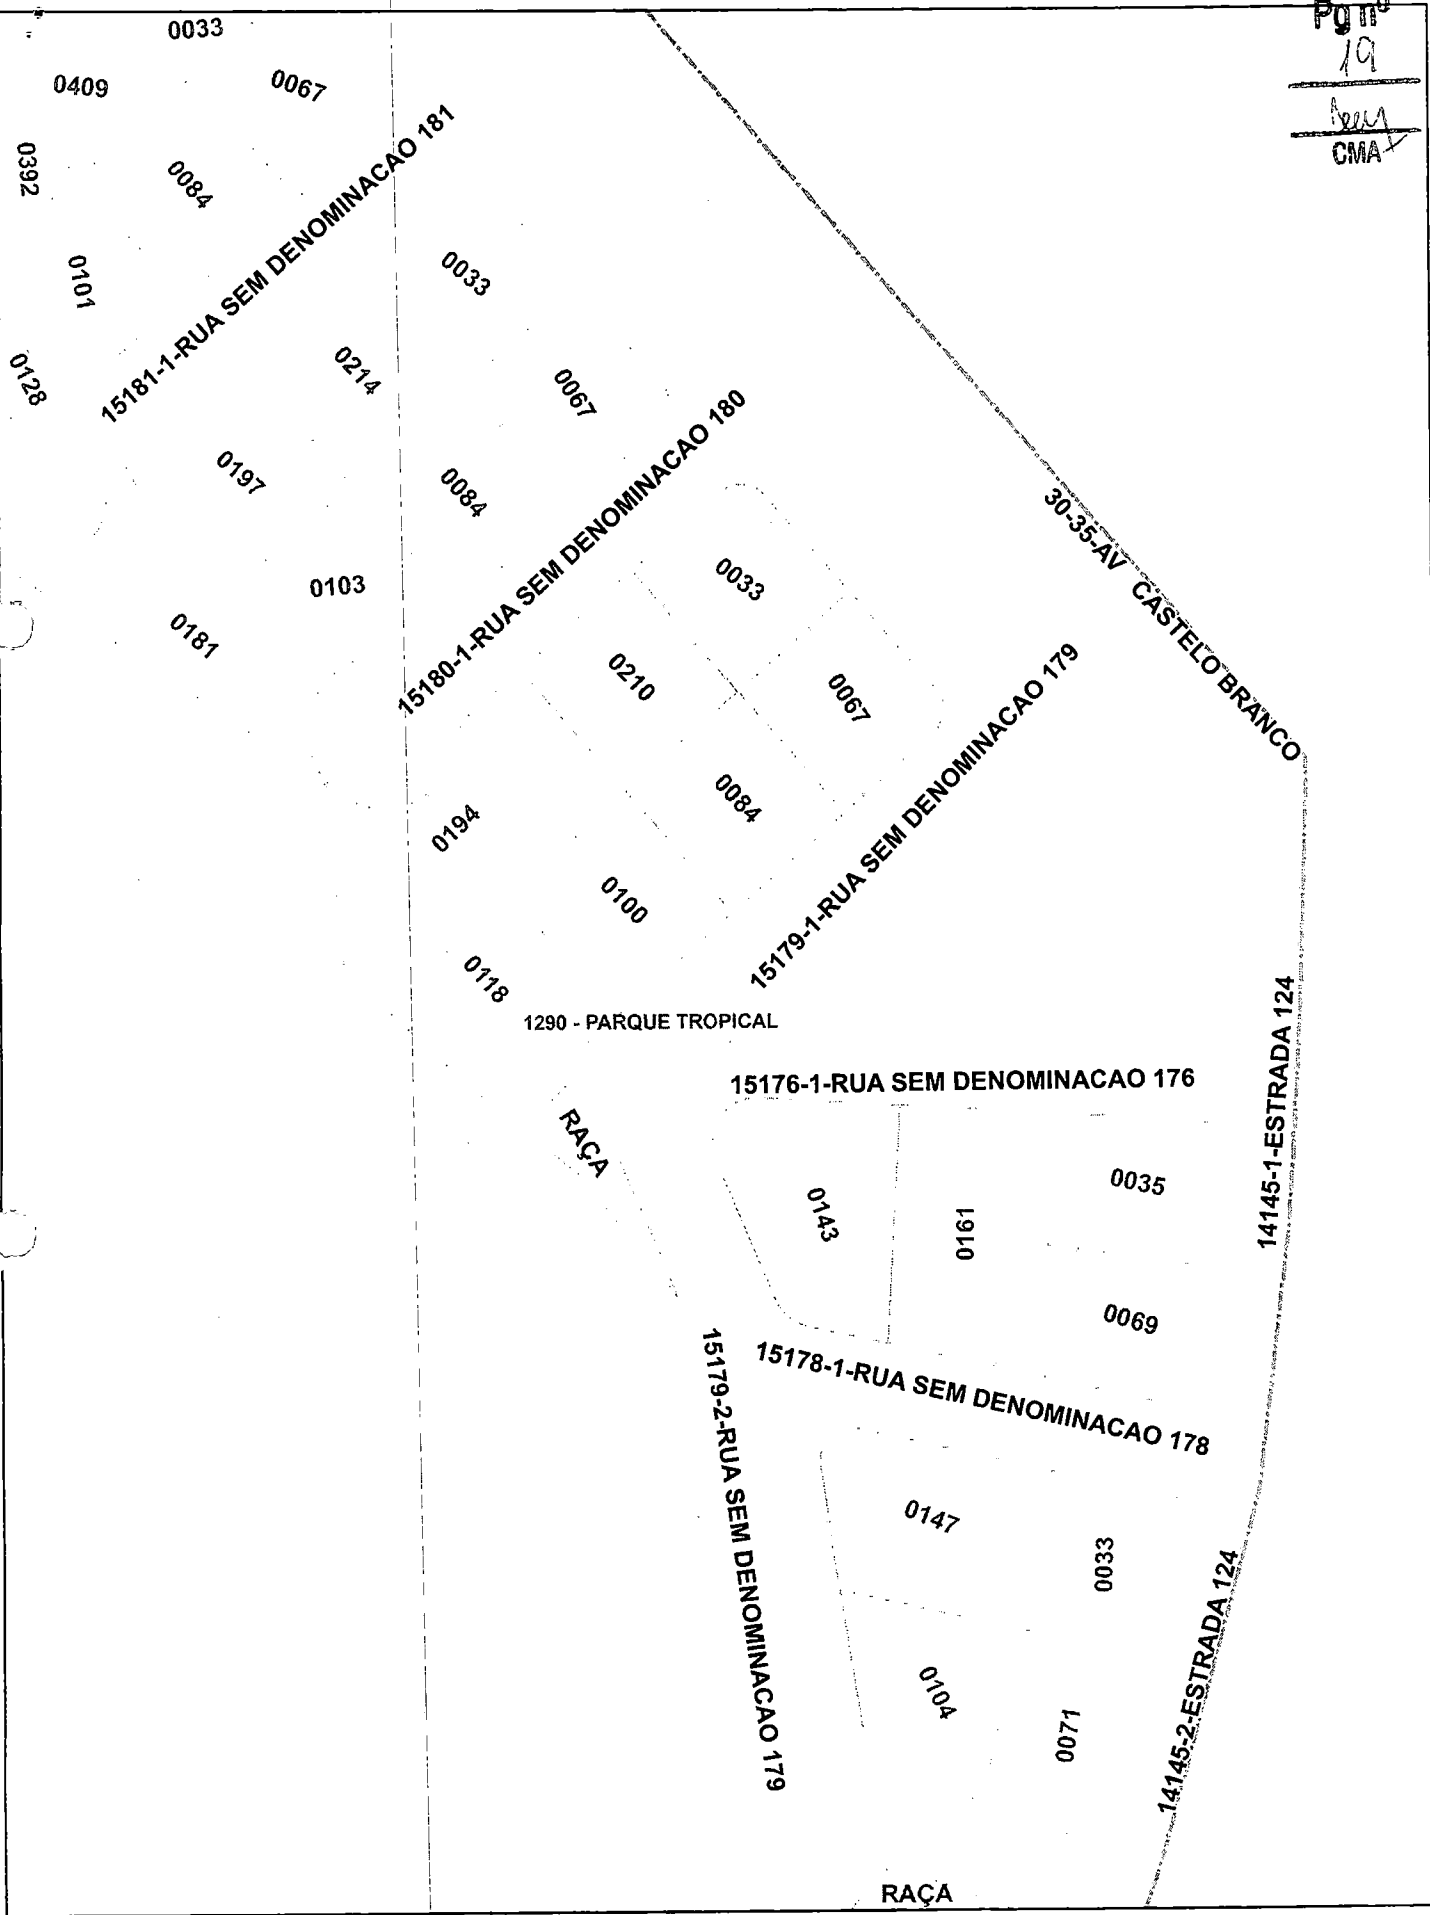 Pg nº
19
CMA
0033
0409
0067
0392
0084
15181-1-RUA SEM DENOMINACAO 181
0101
0033
0128
0214
0067
0197
0084
15180-1-RUA SEM DENOMINACAO 180
30-35-AV CASTELO BRANCO
0103
0033
0181
0210
0067
15179-1-RUA SEM DENOMINACAO 179
0194
0084
0100
0118
1290 - PARQUE TROPICAL
15176-1-RUA SEM DENOMINACAO 176
14145-1-ESTRADA 124
RAÇA
0143
0161
0035
0069
15178-1-RUA SEM DENOMINACAO 178
15179-2-RUA SEM DENOMINACAO 179
0147
0033
14145-2-ESTRADA 124
0104
0071
RAÇA